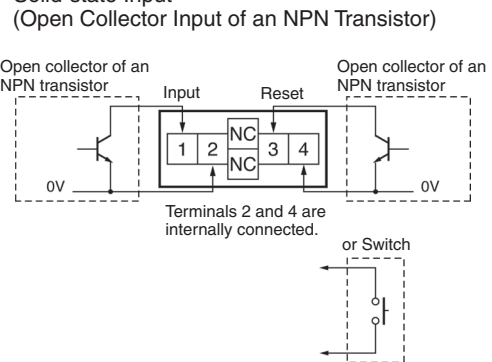 Solid-state Input
(Open Collector Input of an NPN Transistor)
Open collector of an
NPN transistor
Input
Reset
Open collector of an
NPN transistor
1
2
NC
NC
3
4
0V
0V
Terminals 2 and 4 are
internally connected.
or Switch